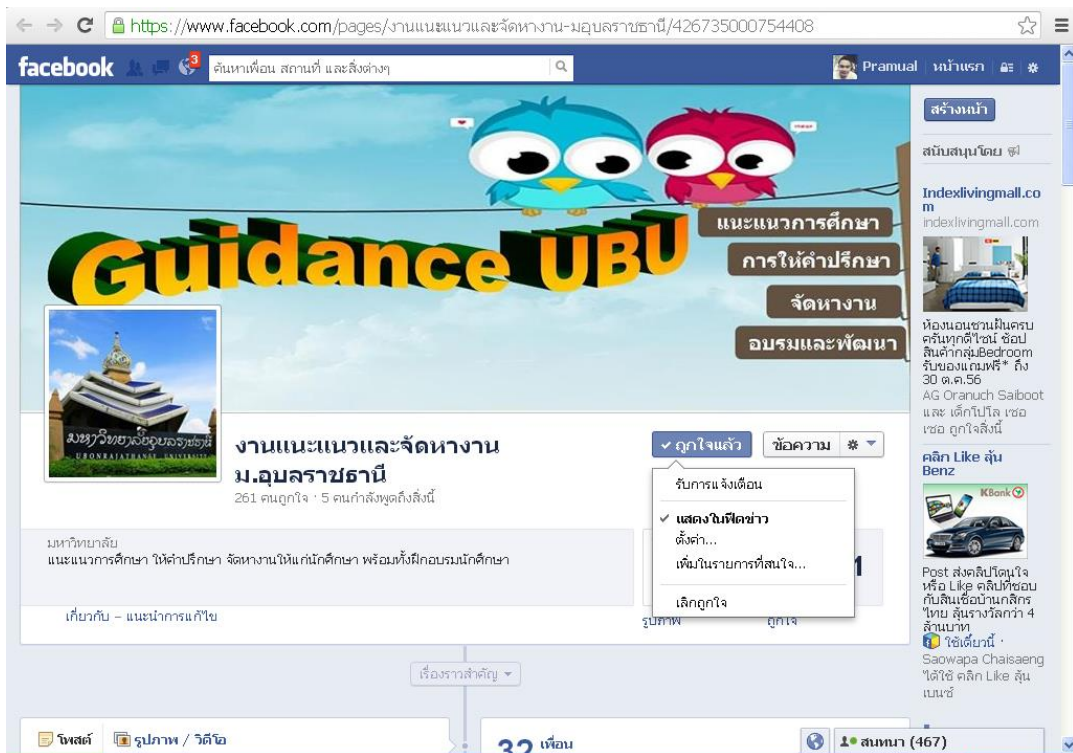 https://www.facebook.com/pages/งานแนะแนวและจัดหางาน-มอุบลราชธานี/426735000754408
facebook
3
ค้นหาเพื่อน สถานที่ และสิ่งต่างๆ
Pramual
หน้าแรก
Guidance UBU
แนะแนวการศึกษา
การให้คำปรึกษา
จัดหางาน
อบรมและพัฒนา
มหาวิทยาลัยอุบลราชธานี
UBONRAJATHANEE UNIVERSITY
งานแนะแนวและจัดหางาน
ม.อุบลราชธานี
261 คนถูกใจ · 5 คนกำลังพูดถึงสิ่งนี้
ถูกใจแล้ว
ข้อความ
รับการแจ้งเตือน
แสดงในฟีดข่าว
ตั้งค่า...
เพิ่มในรายการที่สนใจ...
เลิกถูกใจ
มหาวิทยาลัย
แนะแนวการศึกษา ให้คำปรึกษา จัดหางานให้แก่นักศึกษา พร้อมทั้งฝึกอบรมนักศึกษา
เกี่ยวกับ – แนะนำการแก้ไข
รูปภาพ
ถูกใจ
เรื่องราวสำคัญ
โพสต์
รูปภาพ / วิดีโอ
32 เพื่อน
สร้างหน้า
สนับสนุนโดย
Indexlivingmall.co
m
indexlivingmall.com
ห้องนอนชวนฝันครบ
ครันทุกดีไซน์ ช้อป
สินค้ากลุ่มBedroom
รับของแถมฟรี* ถึง
30 ต.ค.56
AG Oranuch Saiboot
และ เด็กโปโล เซอ
เซอ ถูกใจสิ่งนี้
คลิก Like ลุ้น
Benz
KBank
Post ส่งคลิปโดนใจ
หรือ Like คลิปที่ชอบ
กับสินเชื่อบ้านกสิกร
ไทย ลุ้นรางวัลกว่า 4
ล้านบาท
ใช้เดี๋ยวนี้ ·
Saowapa Chaisaeng
ได้ใช้ คลิก Like ลุ้น
เบนซ์
สนทนา (467)